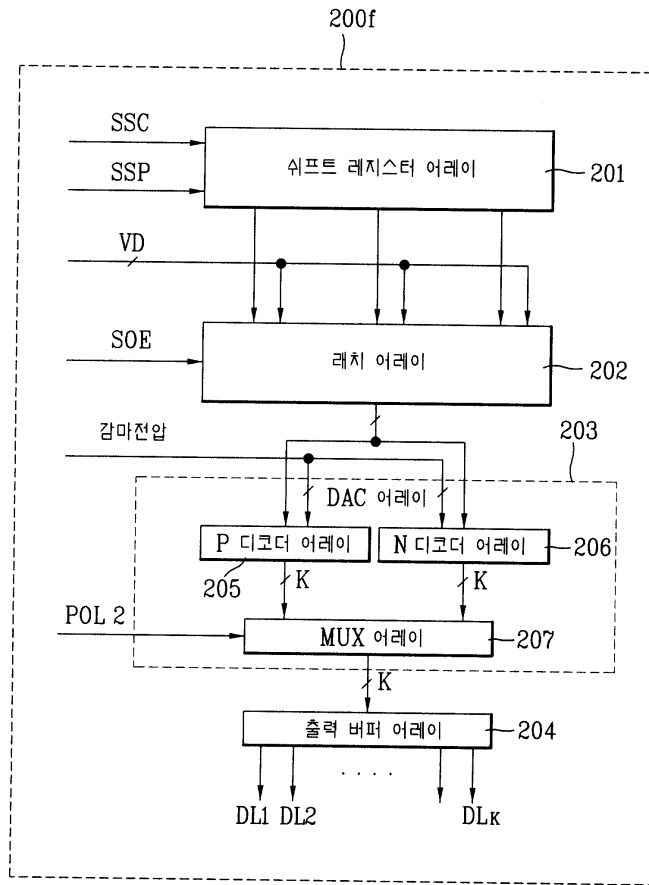 200f
SSC
쉬프트 레지스터 어레이
201
SSP
VD
SOE
래치 어레이
202
감마전압
203
DAC 어레이
P 디코더 어레이
N 디코더 어레이
206
205
K
K
POL 2
MUX 어레이
207
K
출력 버퍼 어레이
204
DL1 DL2 .... DLK